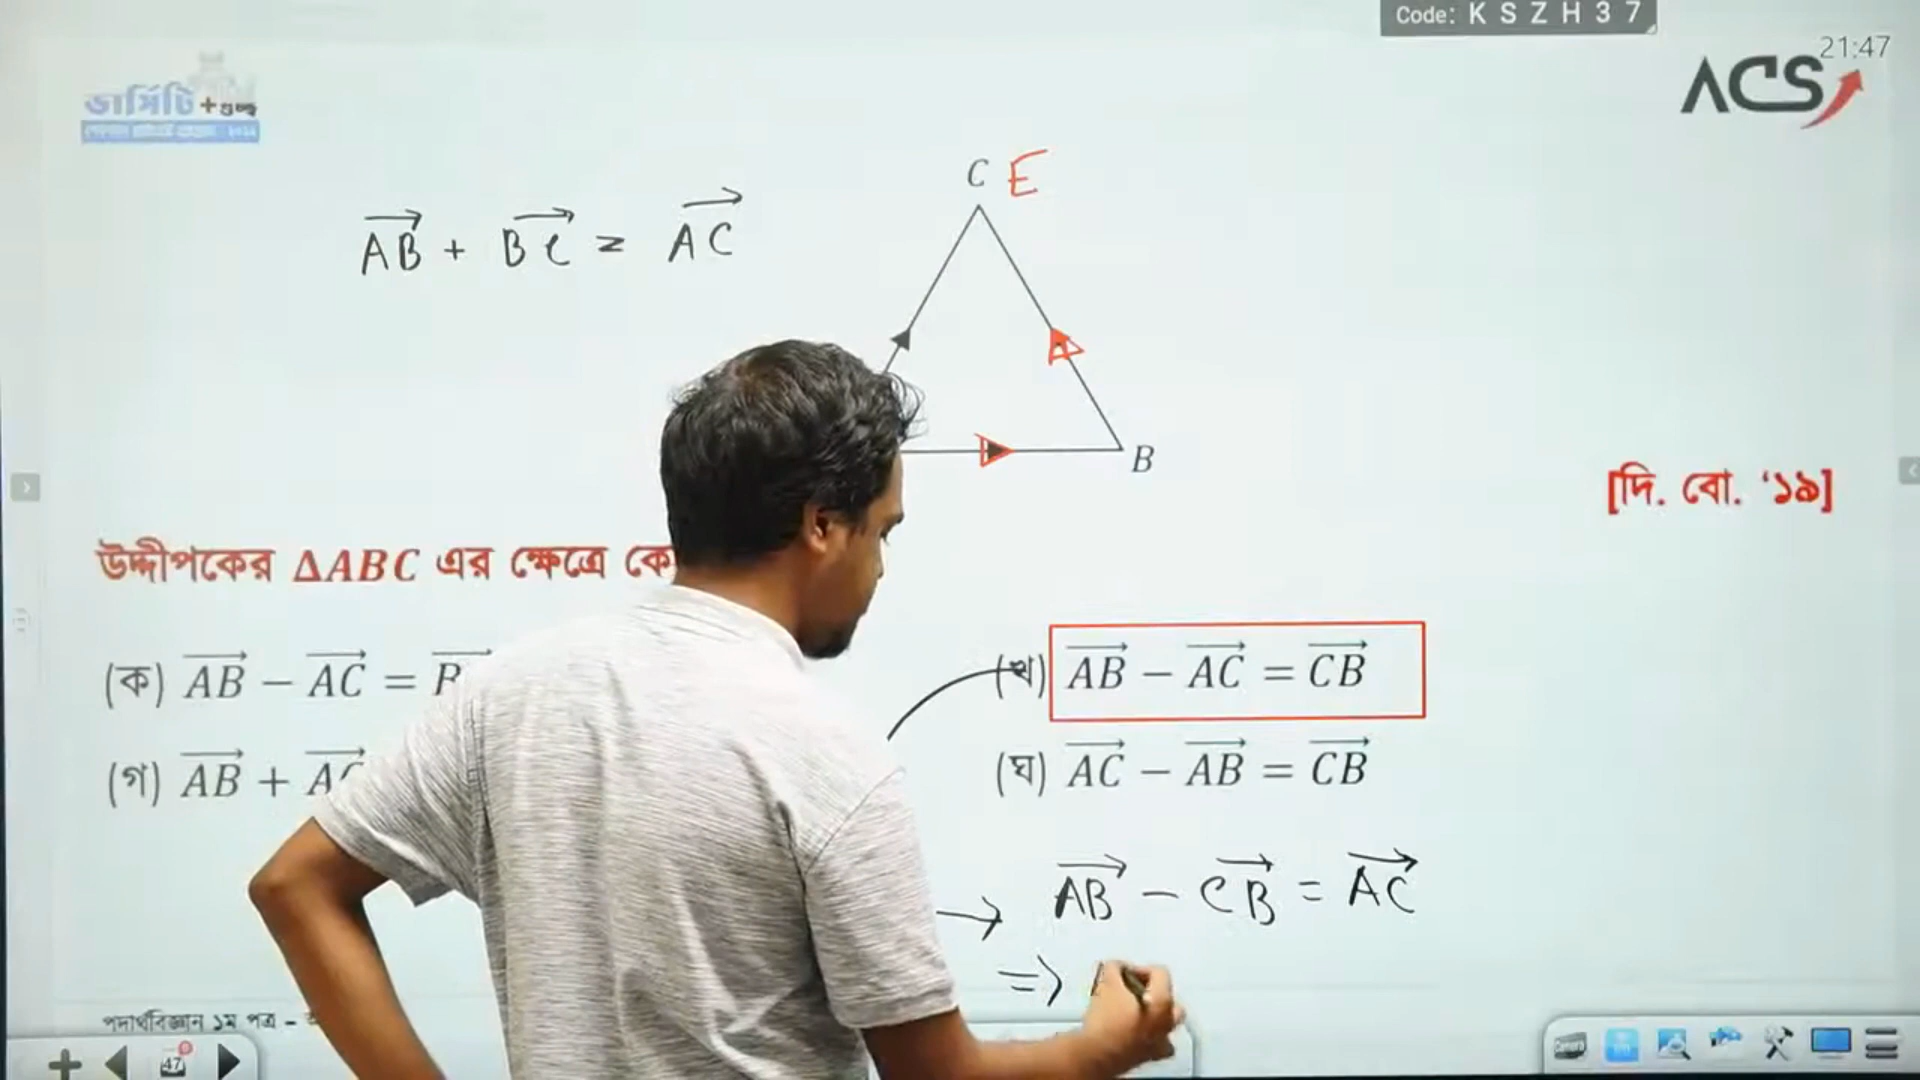 Code: K S Z H 3 7
21:47
ভার্সিটি + গুচ্ছ
ACS
C E
AB + BC = AC
B
[দি. বো. ‘১৯]
উদ্দীপকের ΔABC এর ক্ষেত্রে
(ক) AB − AC =
(খ) AB − AC = CB
(গ) AB +
(ঘ) AC − AB = CB
→ AB − CB = AC
⇒
পদার্থবিজ্ঞান ১ম পত্র –
47